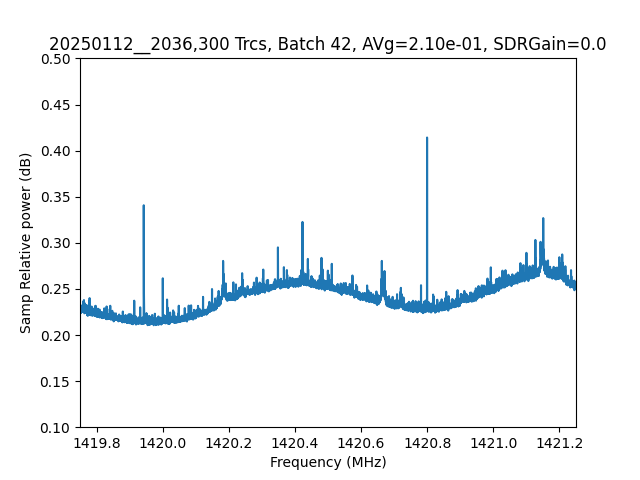 20250112__2036,300 Trcs, Batch 42, AVg=2.10e-01, SDRGain=0.0
0.50
0.45
0.40
0.35
0.30
0.25
0.20
0.15
0.10
Samp Relative power (dB)
1419.8 1420.0 1420.2 1420.4 1420.6 1420.8 1421.0 1421.2
Frequency (MHz)